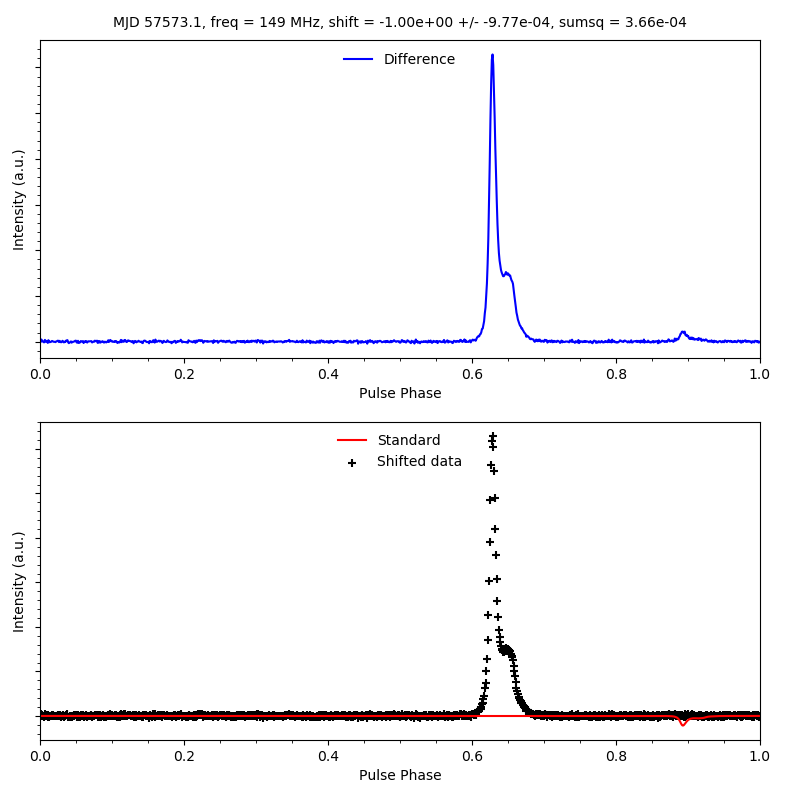 MJD 57573.1, freq = 149 MHz, shift = -1.00e+00 +/- -9.77e-04, sumsq = 3.66e-04
Difference
Intensity (a.u.)
0.0 0.2 0.4 0.6 0.8 1.0
Pulse Phase
Standard
Shifted data
Intensity (a.u.)
0.0 0.2 0.4 0.6 0.8 1.0
Pulse Phase